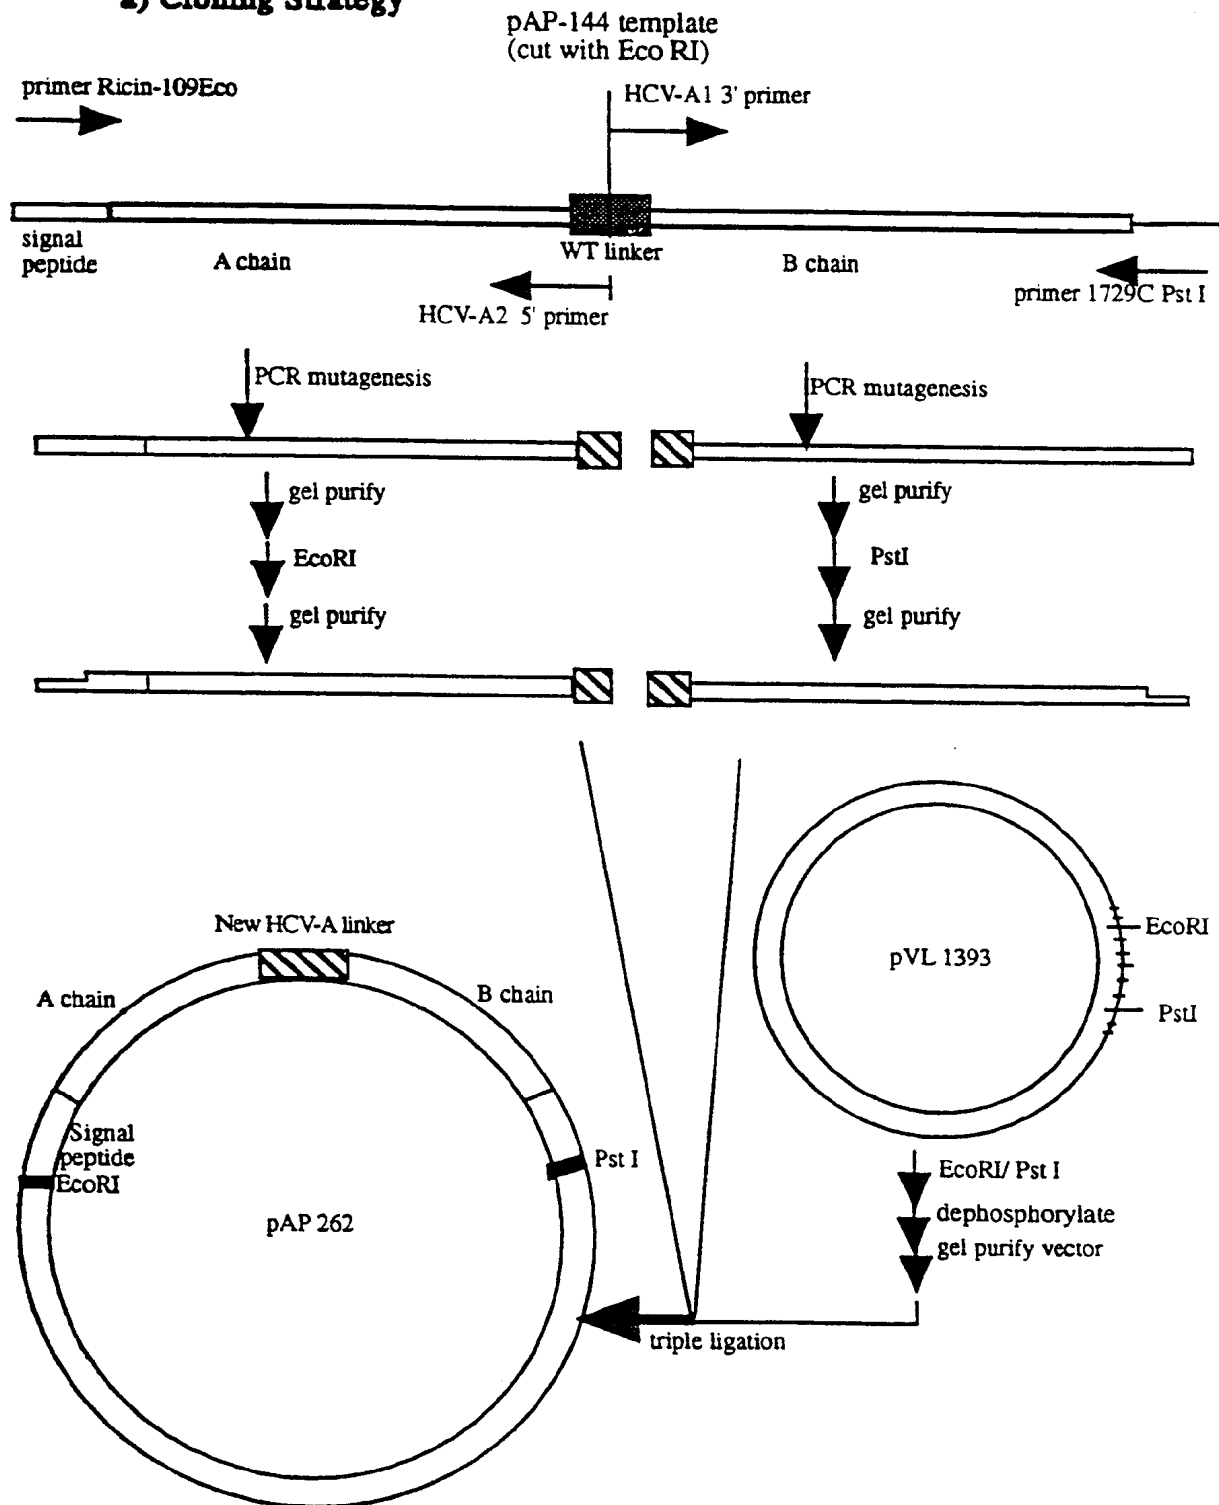 a) Cloning Strategy
pAP-144 template
(cut with Eco RI)
primer Ricin-109Eco
HCV-A1 3' primer
signal
peptide
A chain
WT linker
B chain
HCV-A2 5' primer
primer 1729C Pst I
PCR mutagenesis
PCR mutagenesis
gel purify
gel purify
EcoRI
PstI
gel purify
gel purify
New HCV-A linker
A chain
B chain
pVL 1393
EcoRI
PstI
Signal
peptide
EcoRI
Pst I
pAP 262
EcoRI/ Pst I
dephosphorylate
gel purify vector
triple ligation